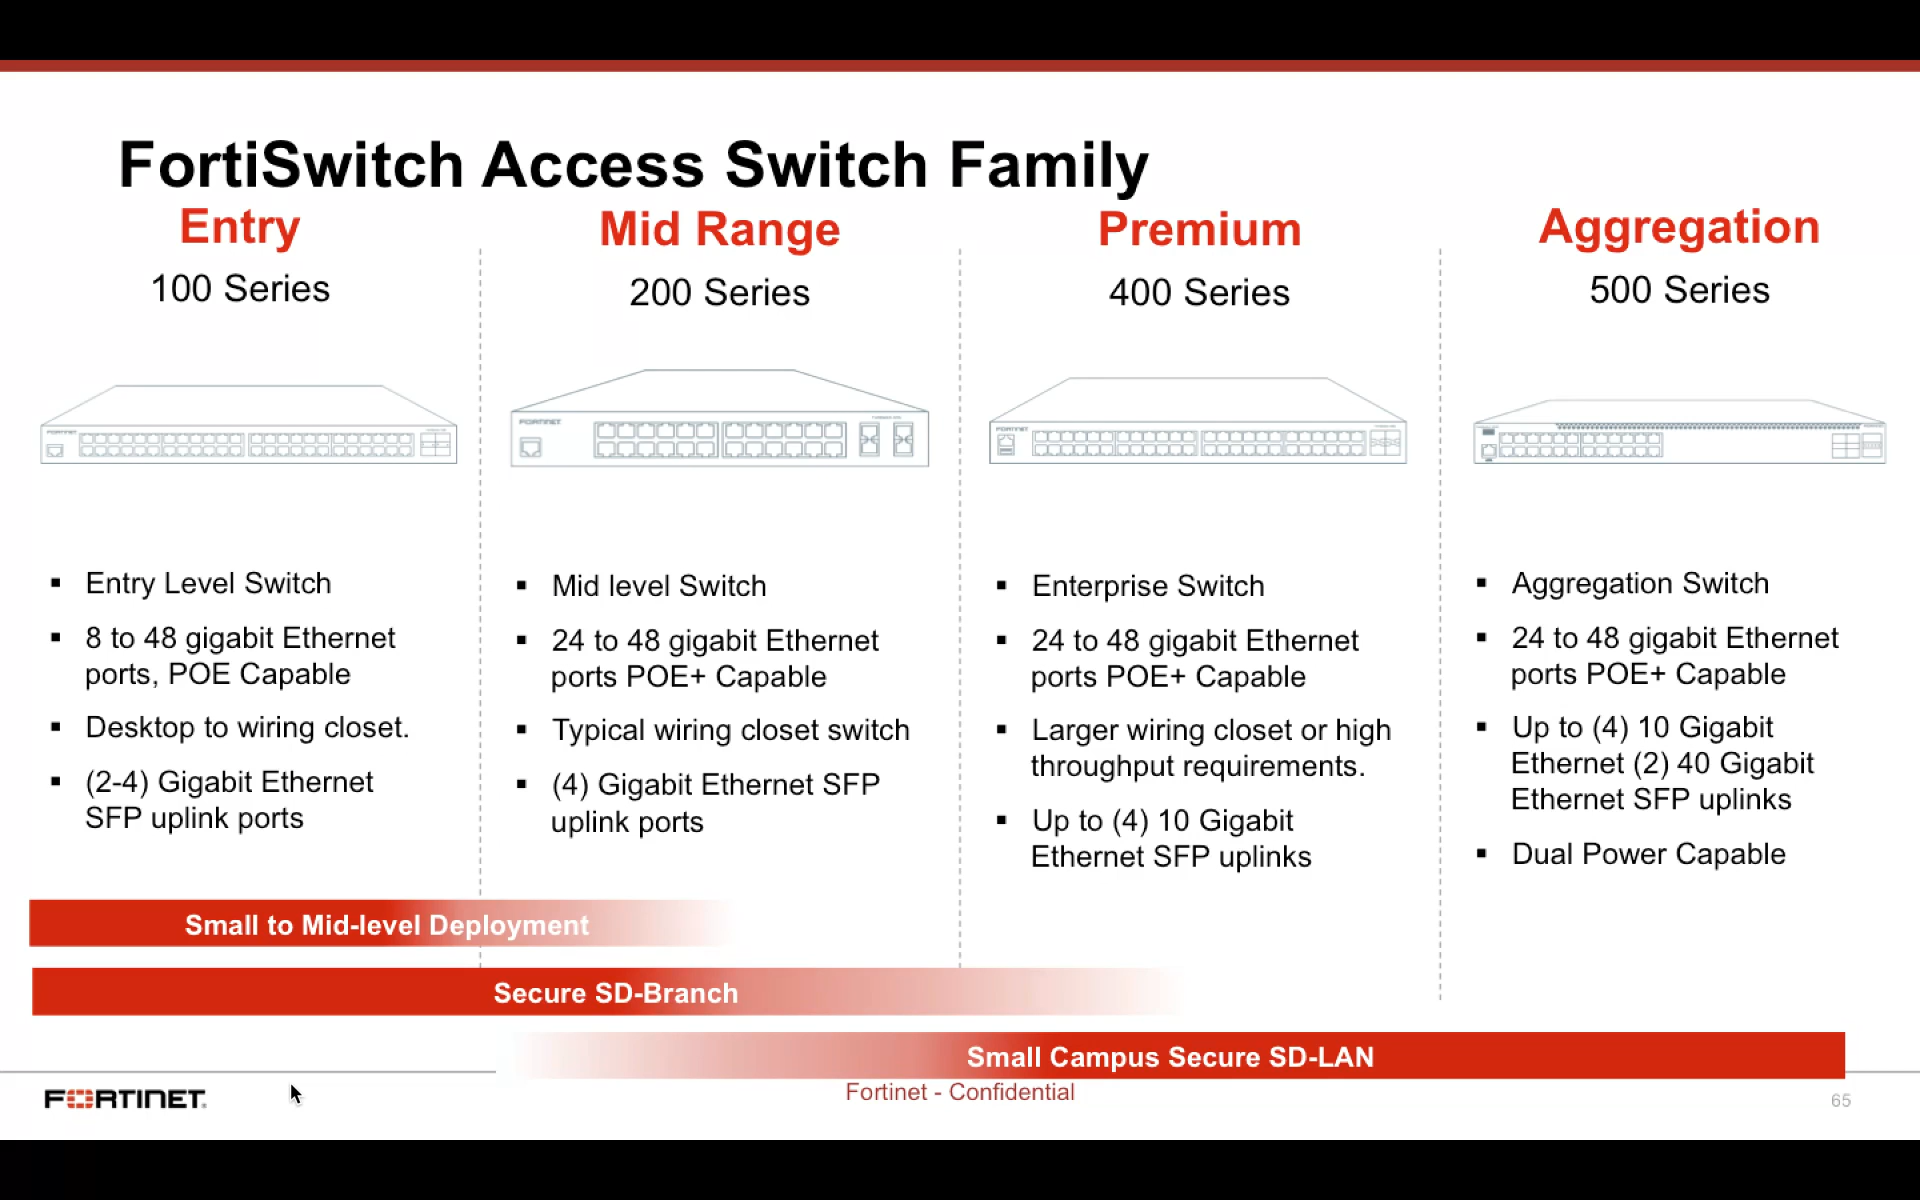 FortiSwitch Access Switch Family
Entry
100 Series
Mid Range
200 Series
Premium
400 Series
Aggregation
500 Series
FORTINET
FORTINET
FORTINET
▪ Entry Level Switch
▪ 8 to 48 gigabit Ethernet
ports, POE Capable
▪ Desktop to wiring closet.
▪ (2-4) Gigabit Ethernet
SFP uplink ports
▪ Mid level Switch
▪ 24 to 48 gigabit Ethernet
ports POE+ Capable
▪ Typical wiring closet switch
▪ (4) Gigabit Ethernet SFP
uplink ports
▪ Enterprise Switch
▪ 24 to 48 gigabit Ethernet
ports POE+ Capable
▪ Larger wiring closet or high
throughput requirements.
▪ Up to (4) 10 Gigabit
Ethernet SFP uplinks
▪ Aggregation Switch
▪ 24 to 48 gigabit Ethernet
ports POE+ Capable
▪ Up to (4) 10 Gigabit
Ethernet (2) 40 Gigabit
Ethernet SFP uplinks
▪ Dual Power Capable
Small to Mid-level Deployment
Secure SD-Branch
Small Campus Secure SD-LAN
FORTINET
Fortinet - Confidential
65